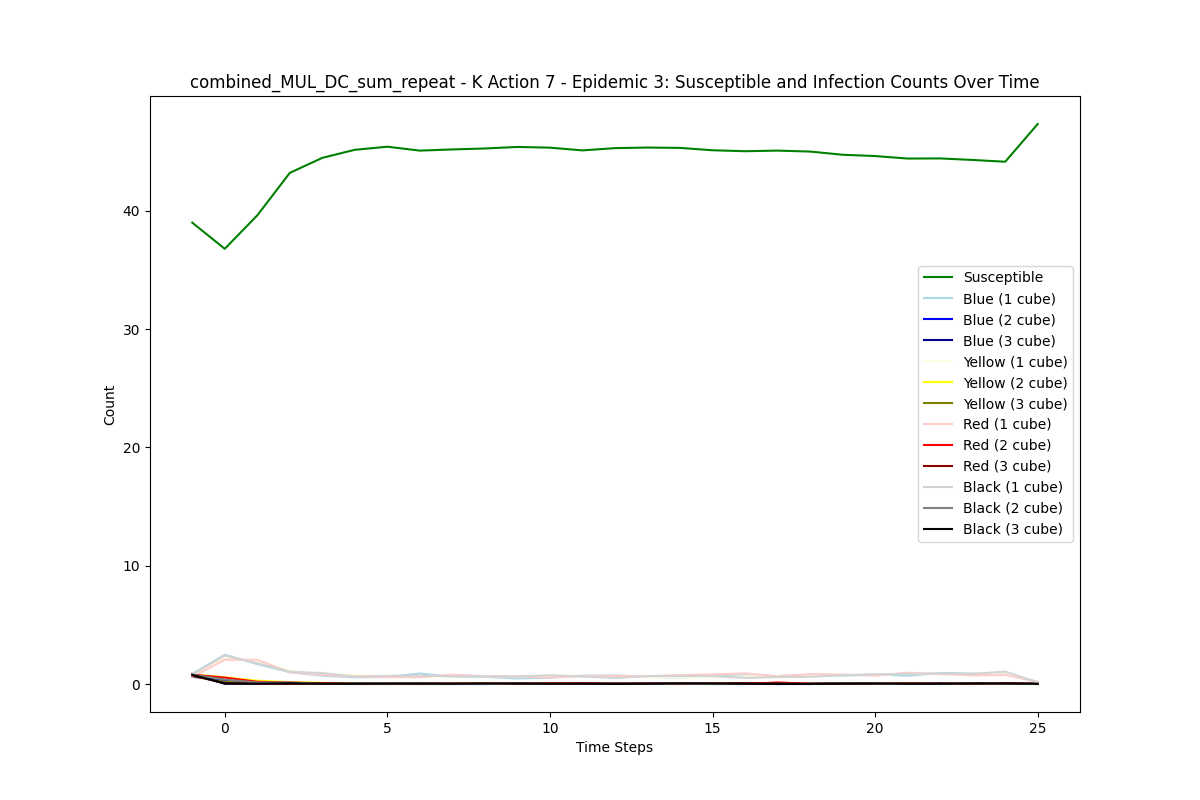 combined_MUL_DC_sum_repeat - K Action 7 - Epidemic 3: Susceptible and Infection Counts Over Time
Count
40
30
20
10
0
Susceptible
Blue (1 cube)
Blue (2 cube)
Blue (3 cube)
Yellow (1 cube)
Yellow (2 cube)
Yellow (3 cube)
Red (1 cube)
Red (2 cube)
Red (3 cube)
Black (1 cube)
Black (2 cube)
Black (3 cube)
0 5 10 15 20 25
Time Steps